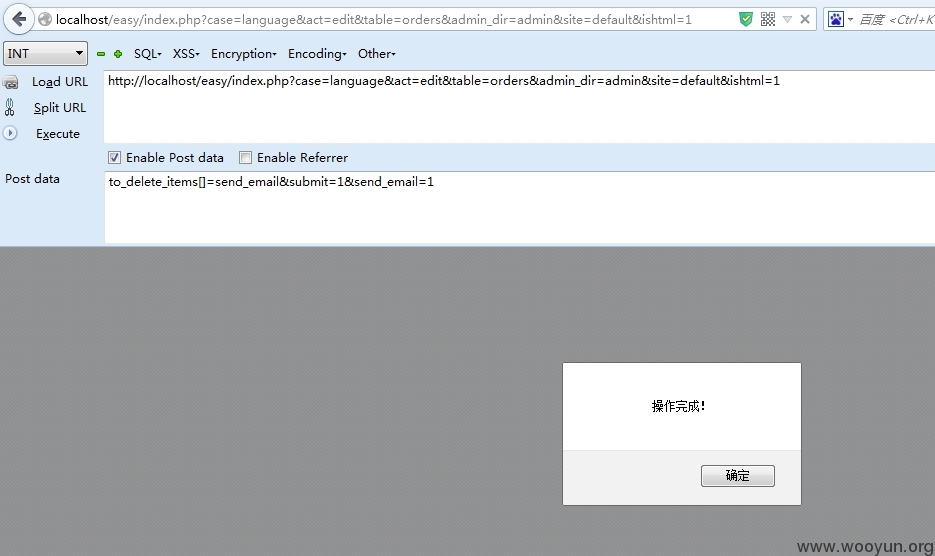 localhost/easy/index.php?case=language&act=edit&table=orders&admin_dir=admin&site=default&ishtml=1
百度 <Ctrl+K
INT SQL XSS Encryption Encoding Other
Load URL http://localhost/easy/index.php?case=language&act=edit&table=orders&admin_dir=admin&site=default&ishtml=1
Split URL
Execute
Enable Post data Enable Referrer
Post data to_delete_items[]=send_email&submit=1&send_email=1
操作完成!
确定
www.wooyun.org